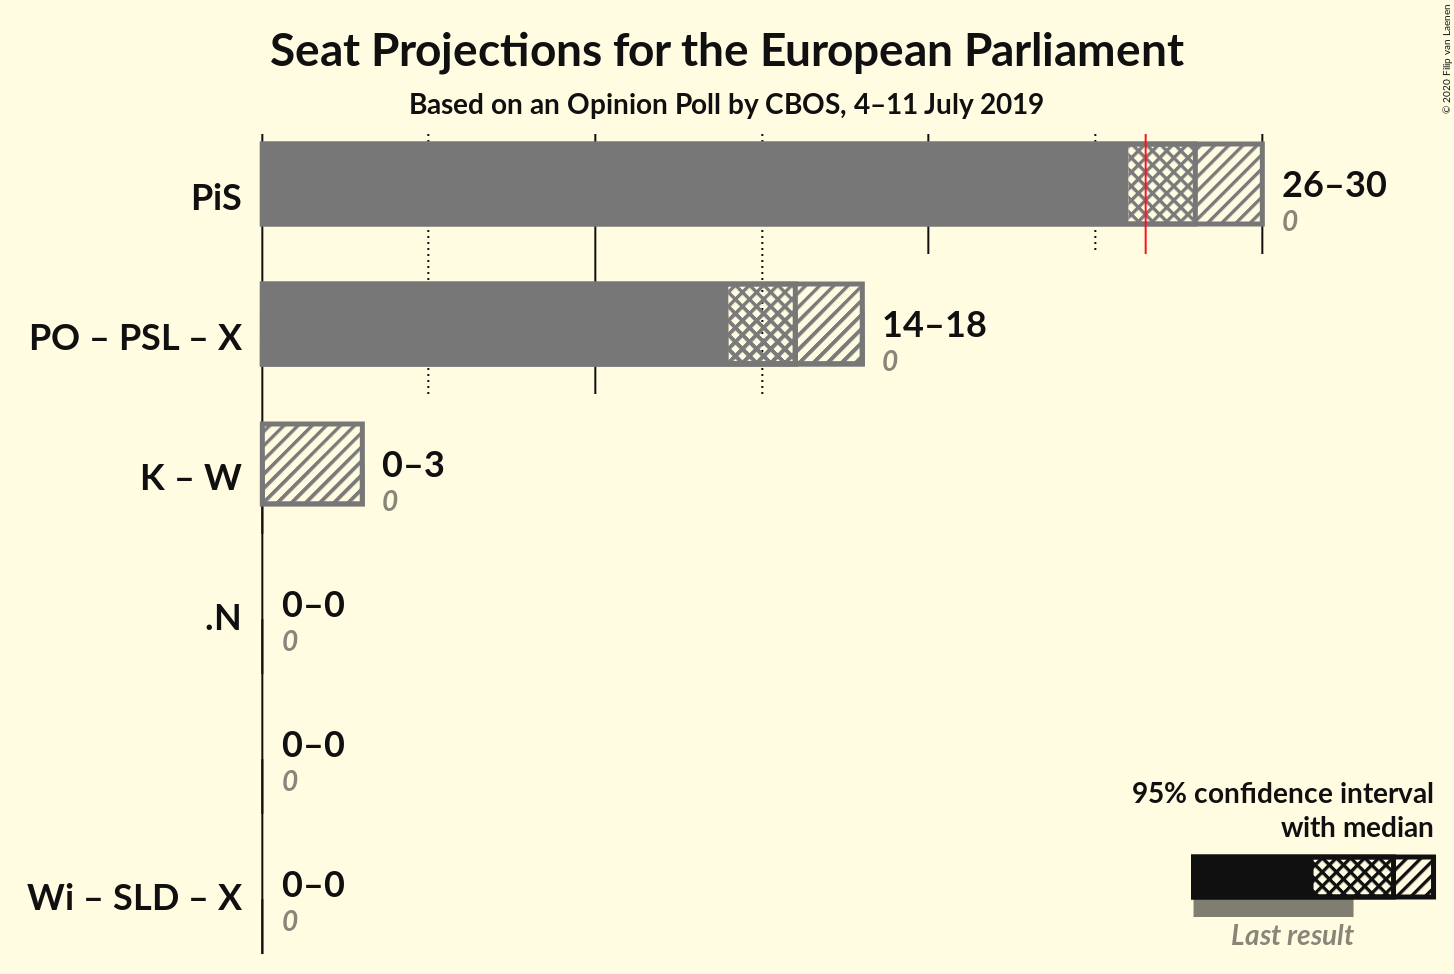 Seat Projections for the European Parliament
Based on an Opinion Poll by CBOS, 4–11 July 2019
© 2020 Filip van Laenen
PiS
26–30
0
PO – PSL – X
14–18
0
K – W
0–3
0
.N
0–0
0
0–0
0
Wi – SLD – X
0–0
0
95% confidence interval
with median
Last result